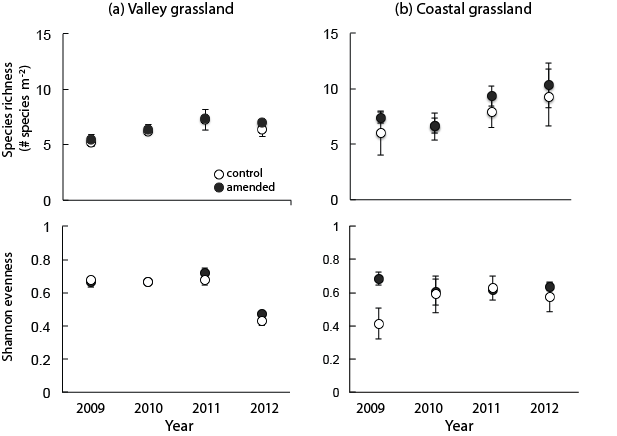 (a) Valley grassland
(b) Coastal grassland
Species richness
(# species m-2)
15
10
5
0
control
amended
15
10
5
0
Shannon evenness
1
0.8
0.6
0.4
0.2
0
2009 2010 2011 2012
Year
1
0.8
0.6
0.4
0.2
0
2009 2010 2011 2012
Year